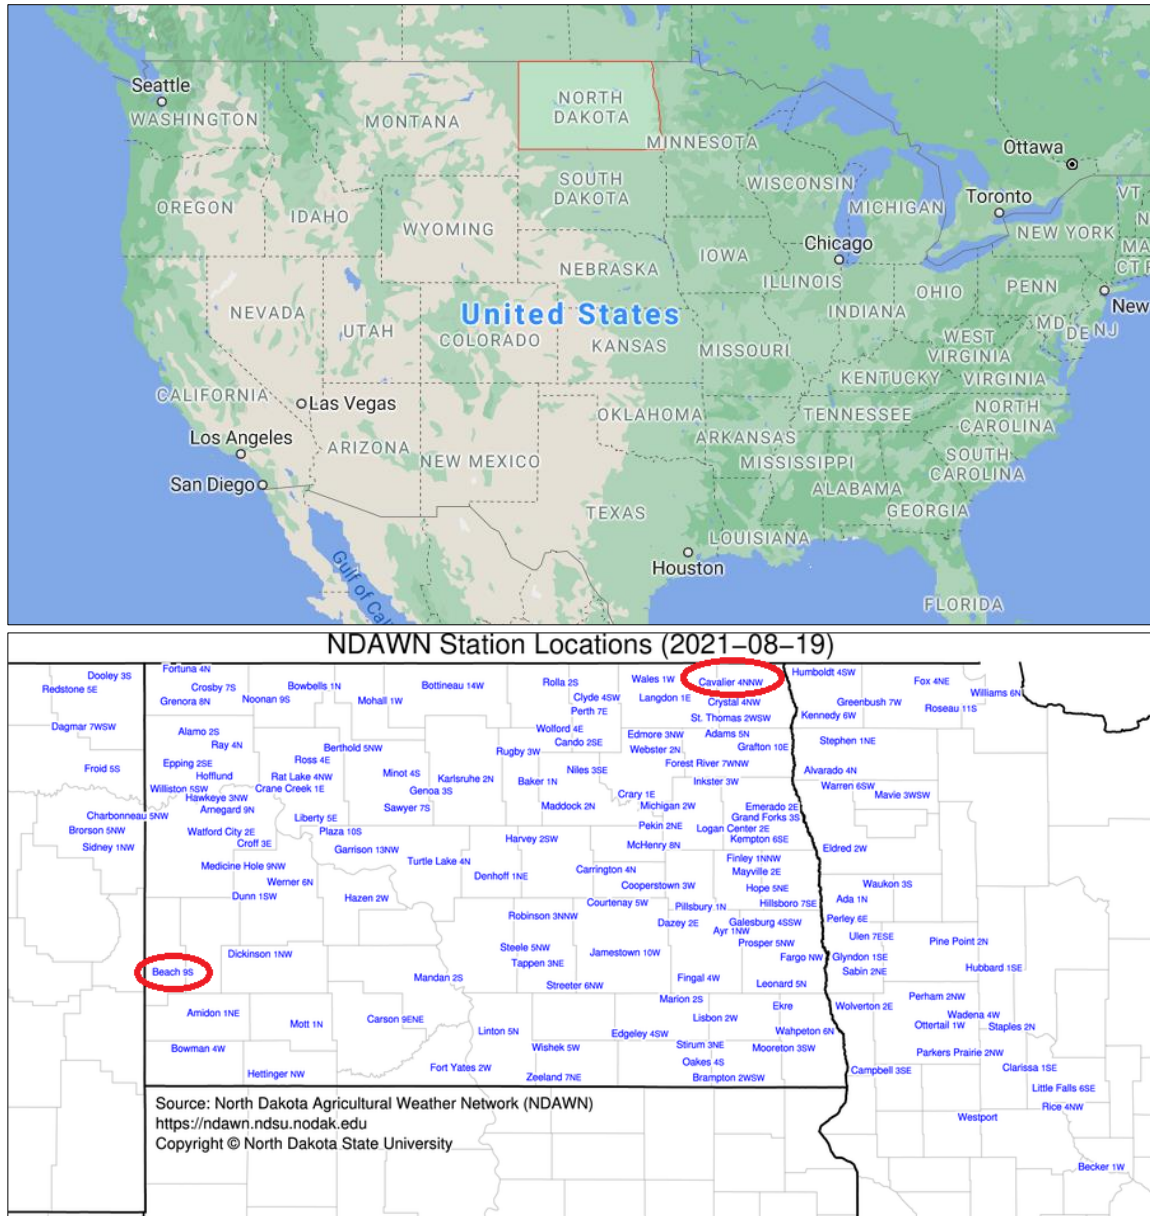 Seattle
WASHINGTON
MONTANA
NORTH
DAKOTA
MINNESOTA
Ottawa
OREGON
IDAHO
WYOMING
SOUTH
DAKOTA
WISCONSIN
MICHIGAN
Toronto
VT
N
NEW YORK
MA
CT R
NEBRASKA
IOWA
Chicago
ILLINOIS
INDIANA
OHIO
PENN
New
NEVADA
UTAH
COLORADO
United States
KANSAS
MISSOURI
WEST
VIRGINIA
MD
DE
NJ
KENTUCKY
VIRGINIA
CALIFORNIA
Las Vegas
Los Angeles
San Diego
ARIZONA
NEW MEXICO
OKLAHOMA
ARKANSAS
TENNESSEE
NORTH
CAROLINA
MISSISSIPPI
SOUTH
CAROLINA
ALABAMA
GEORGIA
TEXAS
LOUISIANA
Houston
FLORIDA
Gulf of Cal
NDAWN Station Locations (2021-08-19)
Dooley 3S
Redstone 5E
Dagmar 7WSW
Froid 5S
Charbonneau 5NW
Brorson 5NW
Sidney 1NW
Fortuna 4N
Crosby 7S
Grenora 8N
Noonan 9S
Bowbells 1N
Mohall 1W
Bottineau 14W
Rolla 2S
Wales 1W
Cavalier 4NNW
Clyde 4SW
Langdon 1E
Crystal 4NW
Perth 7E
St. Thomas 2WSW
Humboldt 4SW
Fox 4NE
Williams 6N
Greenbush 7W
Roseau 11S
Kennedy 6W
Alamo 2S
Ray 4N
Berthold 5NW
Wolford 4E
Cando 2SE
Rugby 3W
Edmore 3NW
Webster 2N
Adams 5N
Grafton 10E
Stephen 1NE
Epping 2SE
Hofflund
Ross 4E
Rat Lake 4NW
Minot 4S
Karlsruhe 2N
Niles 3SE
Forest River 7WNW
Alvarado 4N
Williston 5SW
Crane Creek 1E
Genoa 3S
Baker 1N
Inkster 3W
Warren 6SW
Hawkeye 3NW
Arnegard 9N
Sawyer 7S
Maddock 2N
Crary 1E
Michigan 2W
Emerado 2E
Mavie 3WSW
Liberty 5E
Grand Forks 3S
Watford City 2E
Plaza 10S
Pekin 2NE
Logan Center 2E
Croff 3E
Garrison 13NW
Harvey 2SW
McHenry 8N
Kempton 6SE
Eldred 2W
Medicine Hole 9NW
Turtle Lake 4N
Carrington 4N
Finley 1NNW
Mayville 2E
Werner 6N
Denhoff 1NE
Cooperstown 3W
Hope 5NE
Waukon 3S
Dunn 1SW
Hazen 2W
Courtenay 5W
Pillsbury 1N
Hillsboro 7SE
Ada 1N
Robinson 3NNW
Dazey 2E
Galesburg 4SSW
Perley 6E
Ayr 1NW
Ulen 7ESE
Dickinson 1NW
Steele 5NW
Jamestown 10W
Prosper 5NW
Pine Point 2N
Beach 9S
Tappen 3NE
Fargo NW
Glyndon 1SE
Mandan 2S
Streeter 6NW
Fingal 4W
Leonard 5N
Sabin 2NE
Hubbard 1SE
Amidon 1NE
Mott 1N
Carson 9ENE
Linton 5N
Marion 2S
Ekre
Wolverton 2E
Perham 2NW
Lisbon 2W
Wadena 4W
Edgeley 4SW
Wahpeton 6N
Ottertail 1W
Staples 2N
Bowman 4W
Wishek 5W
Stirum 3NE
Mooreton 3SW
Parkers Prairie 2NW
Hettinger NW
Fort Yates 2W
Zeeland 7NE
Oakes 4S
Brampton 2WSW
Campbell 3SE
Clarissa 1SE
Little Falls 6SE
Rice 4NW
Westport
Becker 1W
Source: North Dakota Agricultural Weather Network (NDAWN)
https://ndawn.ndsu.nodak.edu
Copyright © North Dakota State University